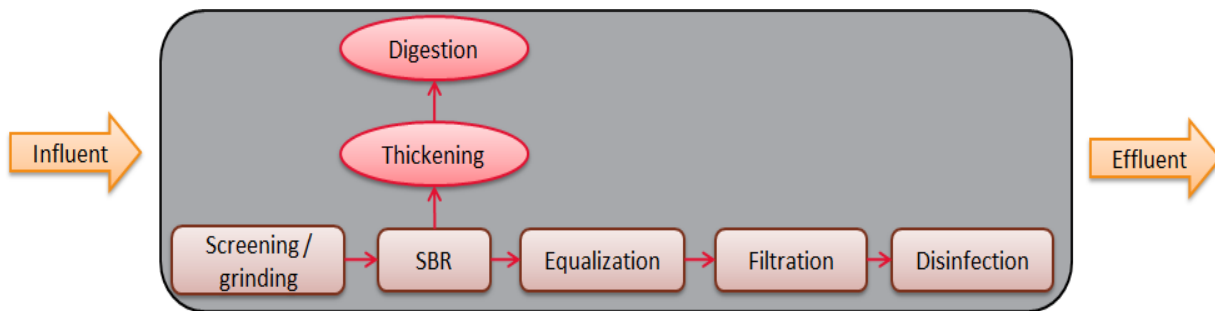 Digestion
Influent
Thickening
Effluent
Screening /
grinding
SBR
Equalization
Filtration
Disinfection